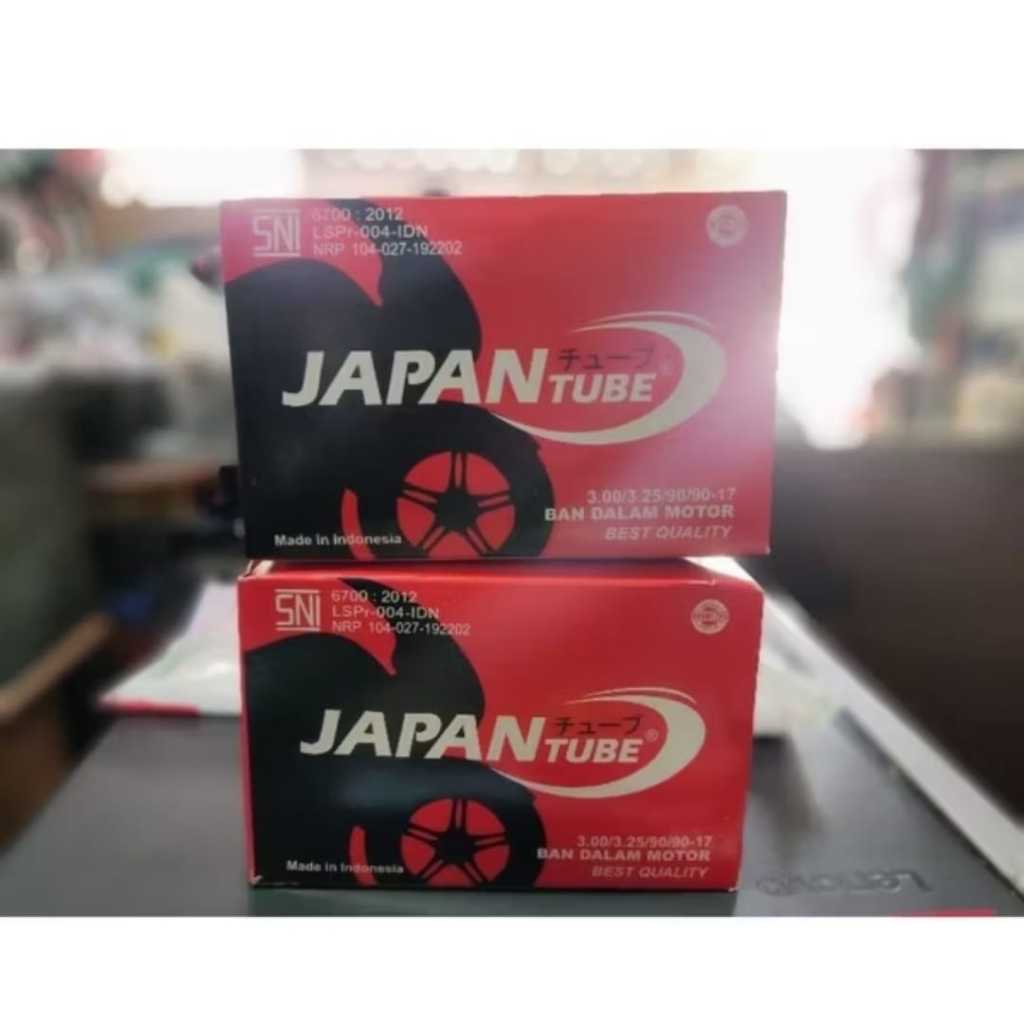 SNI
6700 : 2012
LSPr-004-IDN
NRP 104-027-192202
JAPAN
チューブ
TUBE®
3.00/3.25/90/90-17
BAN DALAM MOTOR
BEST QUALITY
Made in Indonesia
SNI
6700 : 2012
LSPr-004-IDN
NRP 104-027-192202
JAPAN
チューブ
TUBE®
3.00/3.25/90/90-17
BAN DALAM MOTOR
BEST QUALITY
Made in Indonesia
Lenovo